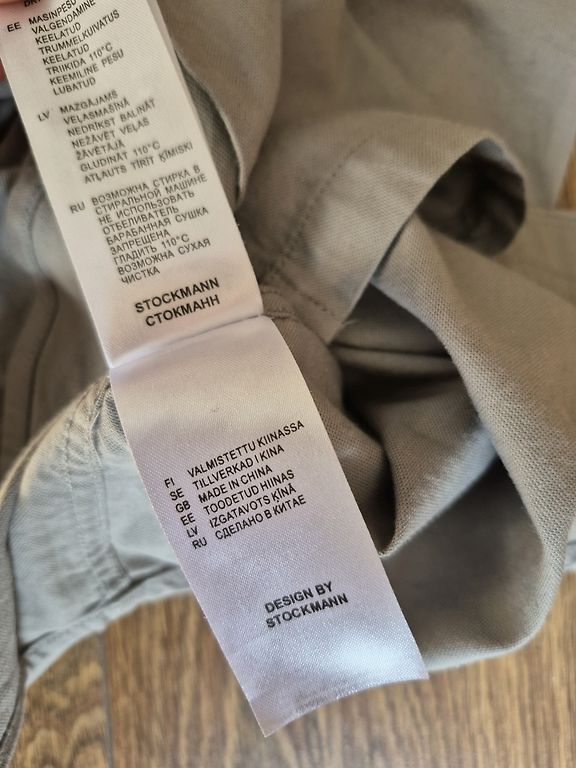 EE MASINPESU
VALGENDAMINE
KEELATUD
TRUMMELKUIVATUS
KEELATUD
TRIIKIDA 110°C
KEEMILINE PESU
LUBATUD
LV MAZGĀJAMS
VEĻASMAŠĪNĀ
NEDRĪKST BALINĀT
NEŽĀVĒT VEĻAS
ŽĀVĒTĀJĀ
GLUDINĀT 110°C
ATĻAUTS TĪRĪT ĶĪMISKI
RU ВОЗМОЖНА СТИРКА В
СТИРАЛЬНОЙ МАШИНЕ
НЕ ИСПОЛЬЗОВАТЬ
ОТБЕЛИВАТЕЛЬ
БАРАБАННАЯ СУШКА
ЗАПРЕЩЕНА
ГЛАДИТЬ 110°C
ВОЗМОЖНА СУХАЯ
ЧИСТКА
STOCKMANN
СТОКМАНН
FI VALMISTETTU KIINASSA
SE TILLVERKAD I KINA
GB MADE IN CHINA
EE TOODETUD HIINAS
LV IZGATAVOTS ĶĪNĀ
RU СДЕЛАНО В КИТАЕ
DESIGN BY
STOCKMANN